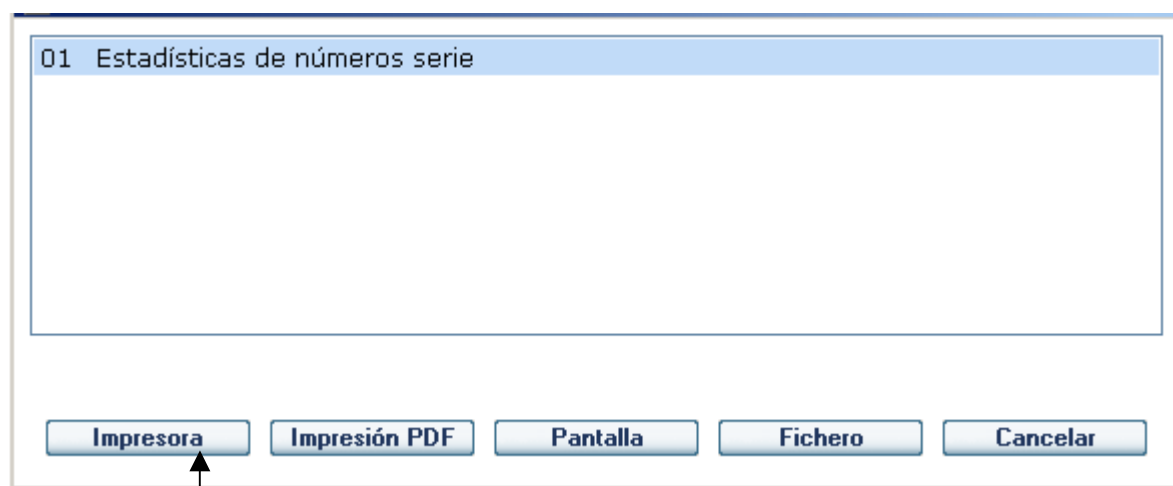 01 Estadísticas de números serie
Impresora Impresión PDF Pantalla Fichero Cancelar